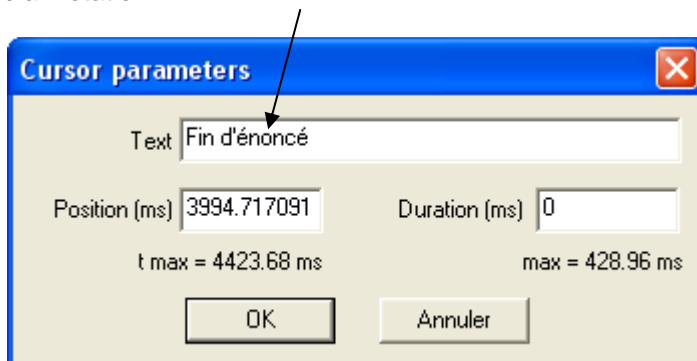 Cursor parameters
Text Fin d'énoncé
Position (ms) 3994.717091 Duration (ms) 0
t max = 4423.68 ms max = 428.96 ms
OK Annuler